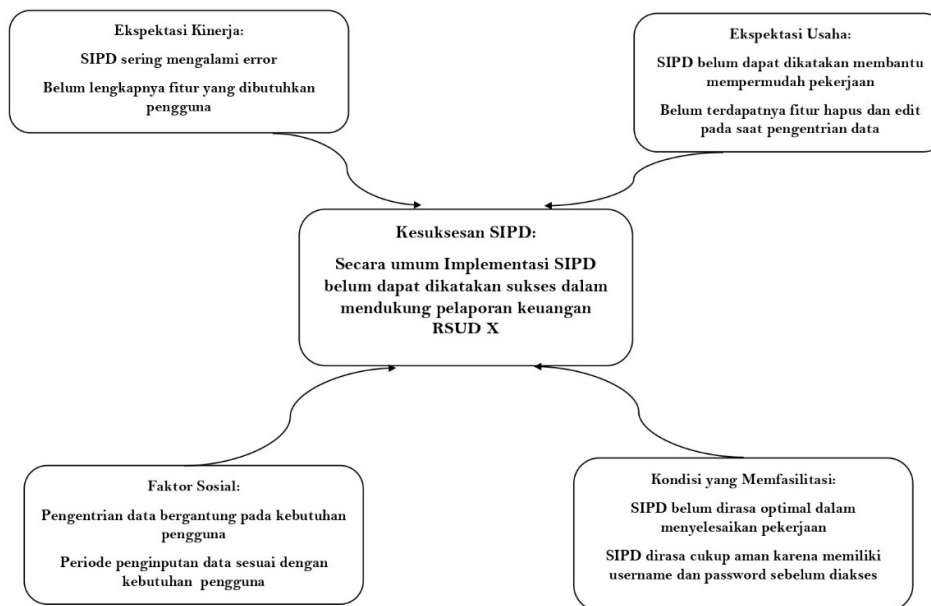 Ekspektasi Kinerja:
SIPD sering mengalami error
Belum lengkapnya fitur yang dibutuhkan
pengguna
Ekspektasi Usaha:
SIPD belum dapat dikatakan membantu
mempermudah pekerjaan
Belum terdapatnya fitur hapus dan edit
pada saat pengentrian data
Kesuksesan SIPD:
Secara umum Implementasi SIPD
belum dapat dikatakan sukses dalam
mendukung pelaporan keuangan
RSUD X
Faktor Sosial:
Pengentrian data bergantung pada kebutuhan
pengguna
Periode penginputan data sesuai dengan
kebutuhan pengguna
Kondisi yang Memfasilitasi:
SIPD belum dirasa optimal dalam
menyelesaikan pekerjaan
SIPD dirasa cukup aman karena memiliki
username dan password sebelum diakses